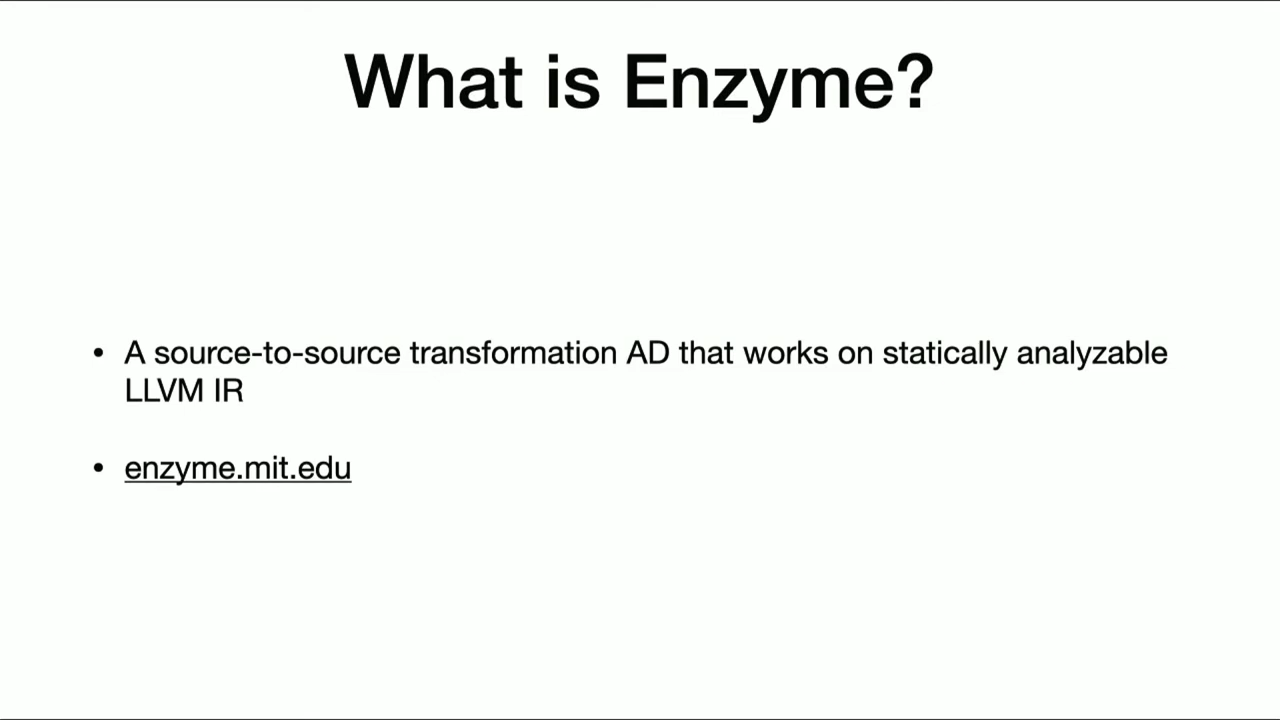 What is Enzyme?
• A source-to-source transformation AD that works on statically analyzable
LLVM IR
• enzyme.mit.edu